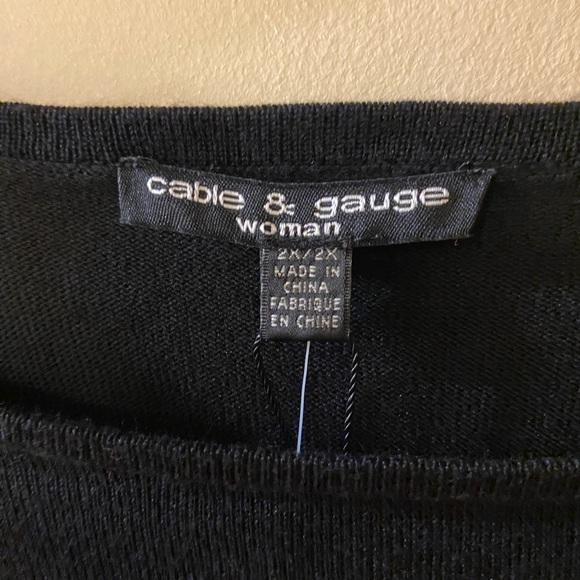 cable & gauge
woman
2X/2X
MADE IN
CHINA
FABRIQUE
EN CHINE